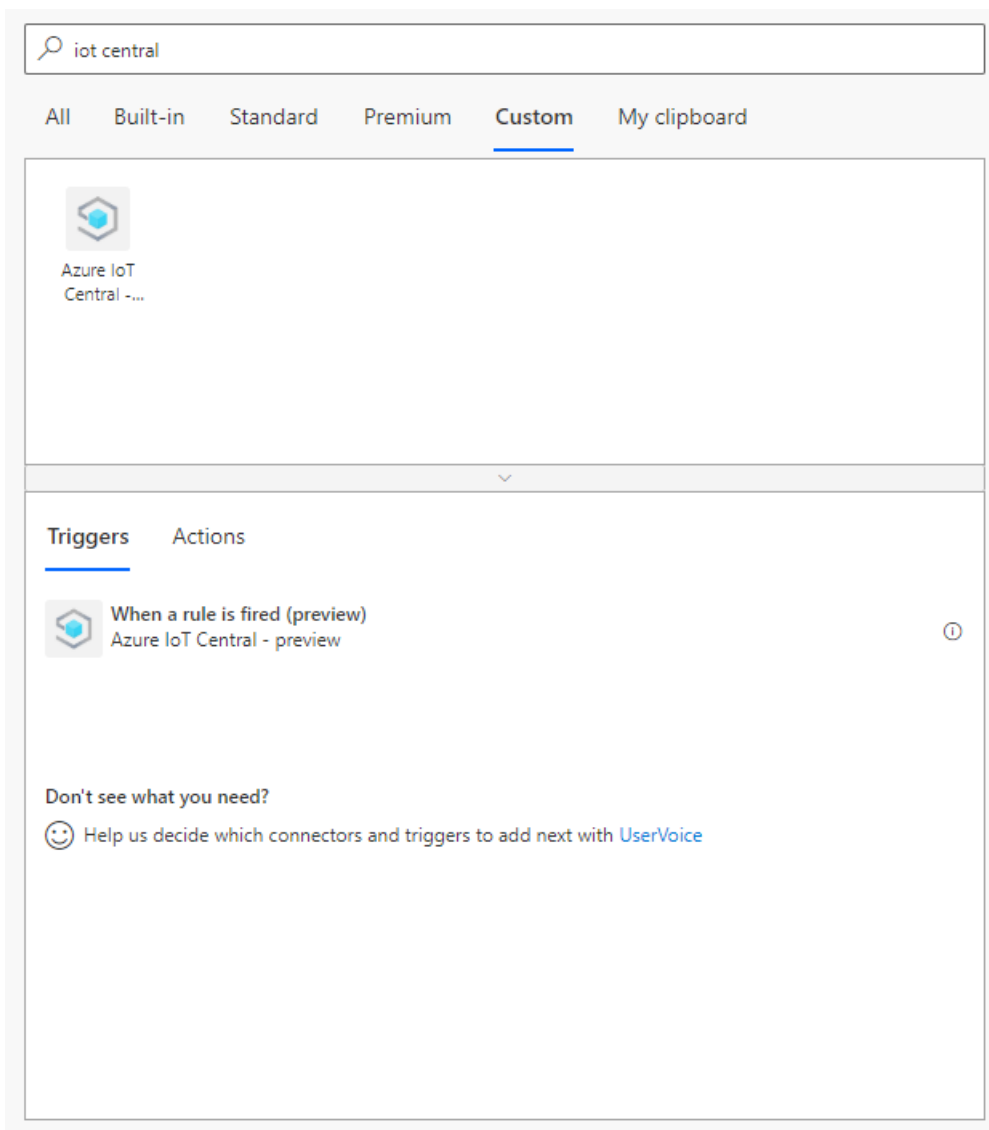 iot central
All Built-in Standard Premium Custom My clipboard
Azure IoT
Central -...
Triggers Actions
When a rule is fired (preview)
Azure IoT Central - preview
Don't see what you need?
Help us decide which connectors and triggers to add next with UserVoice